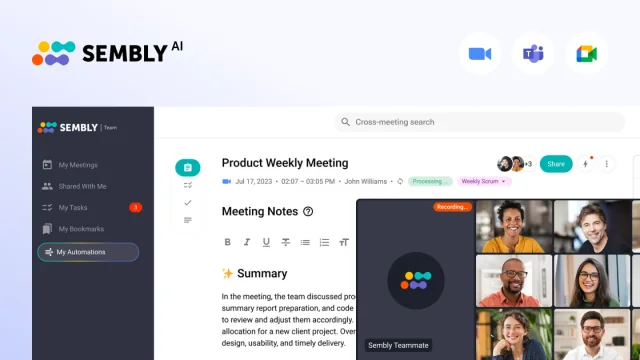 SEMBLY AI
SEMBLY | Team
Cross-meeting search
My Meetings
Shared With Me
My Tasks
3
My Bookmarks
My Automations
Product Weekly Meeting
+3
Share
Jul 17, 2023 • 02:07 – 03:05 PM • John Williams •
Processing...
Weekly Scrum
Meeting Notes
B I U S
Summary
In the meeting, the team discussed
summary report preparation, and code
to review and adjust them accordingly.
allocation for a new client project. Over
design, usability, and timely delivery.
Recording...
Sembly Teammate